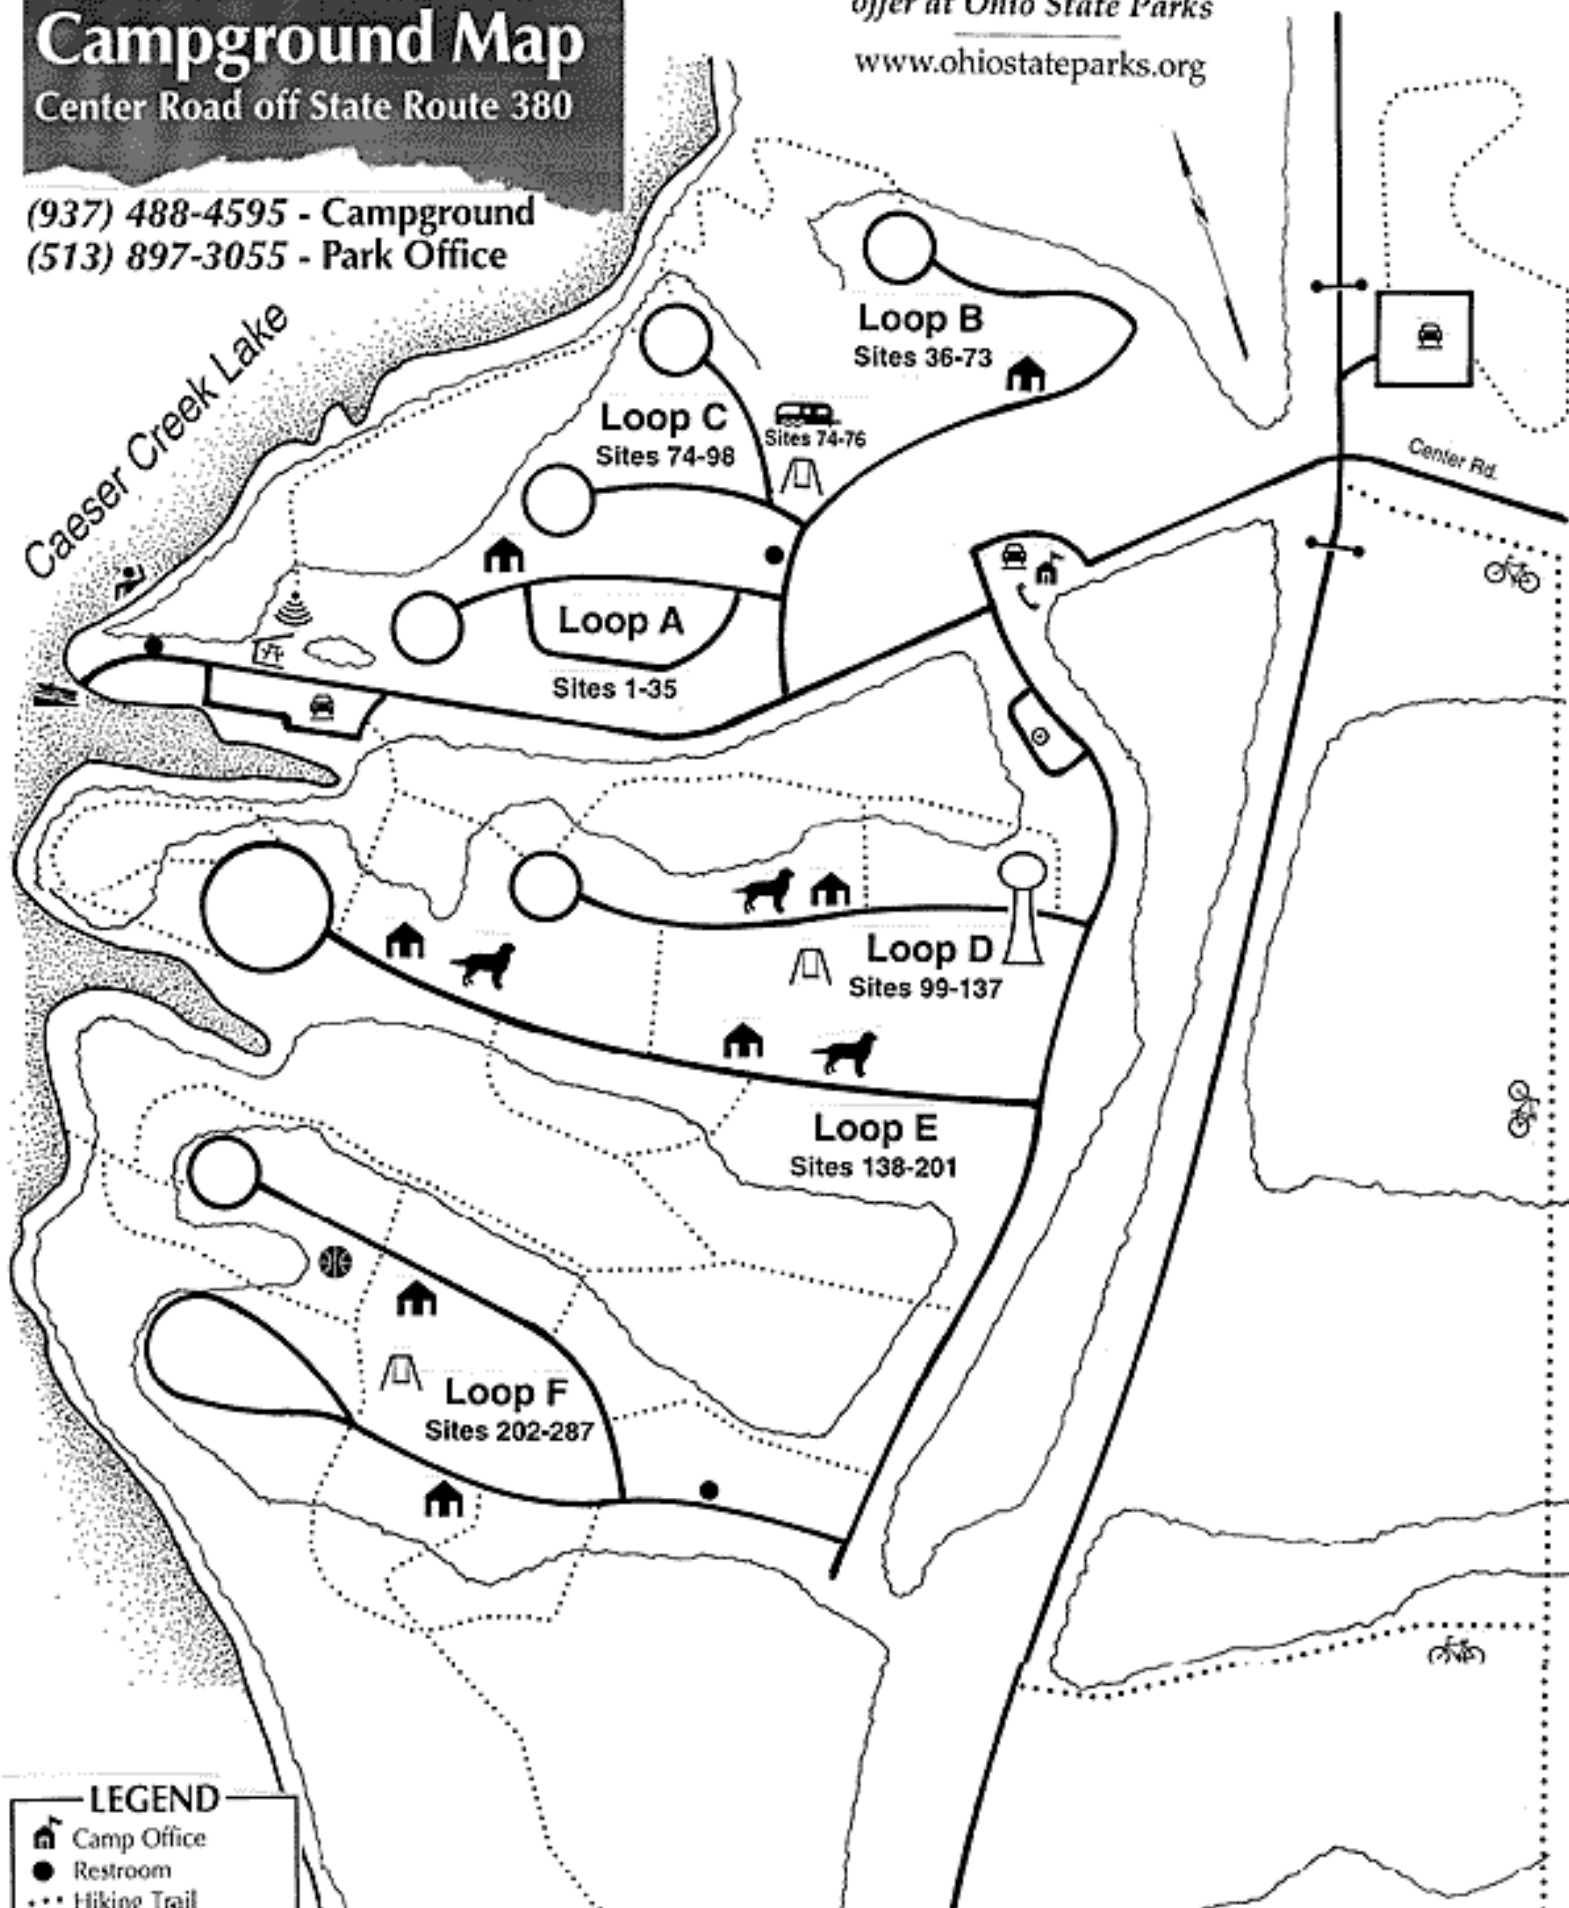 Campground Map
Center Road off State Route 380
(937) 488-4595 - Campground
(513) 897-3055 - Park Office
offer at Ohio State Parks
www.ohiostateparks.org
Caeser Creek Lake
Loop B
Sites 36-73
Loop C
Sites 74-98
Sites 74-76
Center Rd.
Loop A
Sites 1-35
Loop D
Sites 99-137
Loop E
Sites 138-201
Loop F
Sites 202-287
LEGEND
Camp Office
Restroom
Hiking Trail